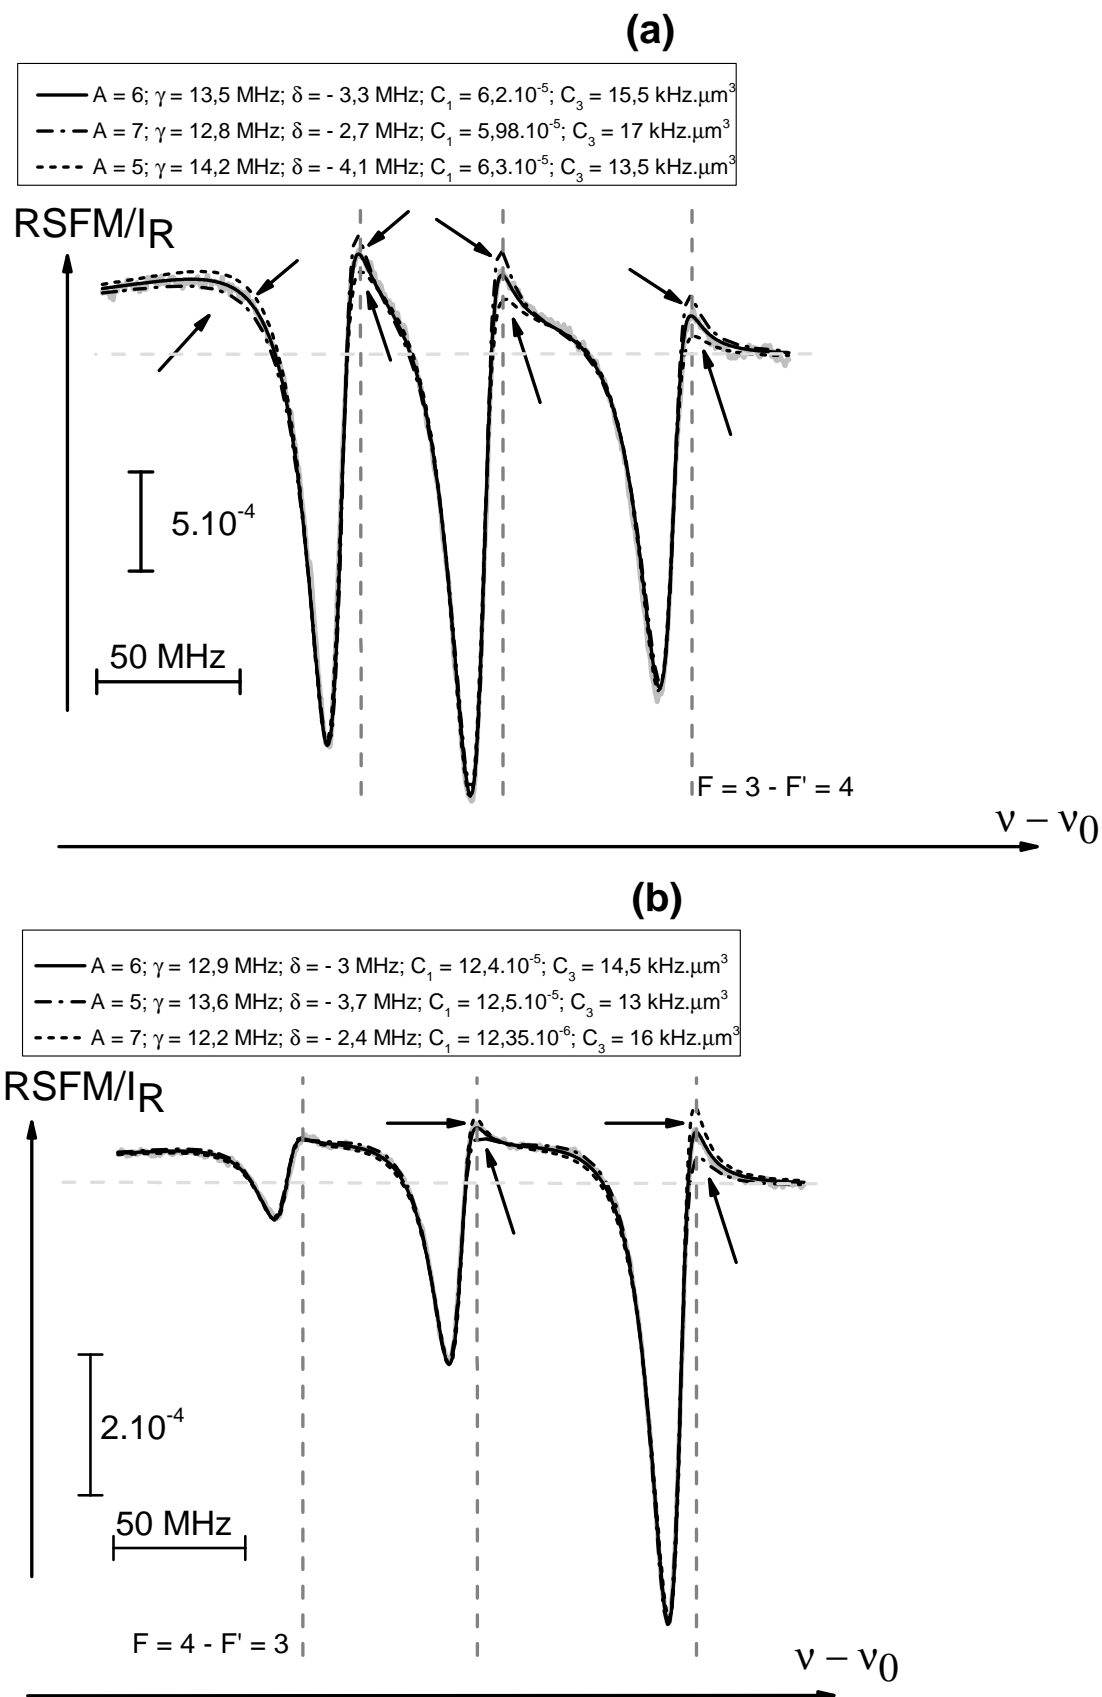 (a)
A = 6; γ = 13,5 MHz; δ = - 3,3 MHz; C₁ = 6,2.10⁻⁵; C₃ = 15,5 kHz.μm³
A = 7; γ = 12,8 MHz; δ = - 2,7 MHz; C₁ = 5,98.10⁻⁵; C₃ = 17 kHz.μm³
A = 5; γ = 14,2 MHz; δ = - 4,1 MHz; C₁ = 6,3.10⁻⁵; C₃ = 13,5 kHz.μm³
RSFM/I_R
5.10⁻⁴
50 MHz
F = 3 - F' = 4
ν − ν₀
(b)
A = 6; γ = 12,9 MHz; δ = - 3 MHz; C₁ = 12,4.10⁻⁵; C₃ = 14,5 kHz.μm³
A = 5; γ = 13,6 MHz; δ = - 3,7 MHz; C₁ = 12,5.10⁻⁵; C₃ = 13 kHz.μm³
A = 7; γ = 12,2 MHz; δ = - 2,4 MHz; C₁ = 12,35.10⁻⁶; C₃ = 16 kHz.μm³
RSFM/I_R
2.10⁻⁴
50 MHz
F = 4 - F' = 3
ν − ν₀